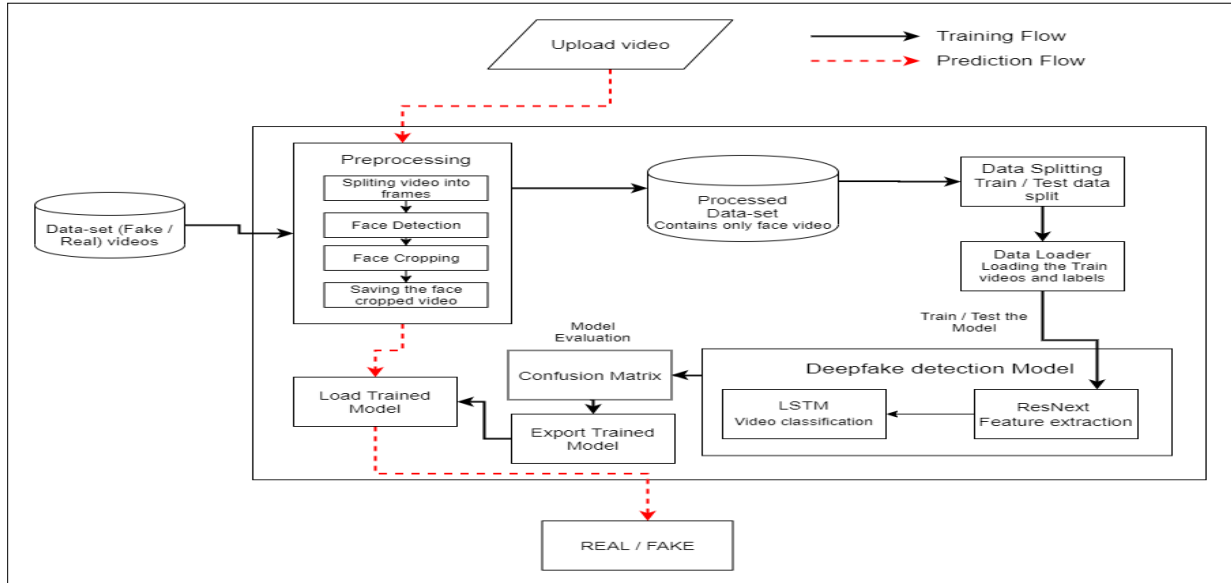 Upload video
Training Flow
Prediction Flow
Preprocessing
Spliting video into
frames
Face Detection
Face Cropping
Saving the face
cropped video
Data-set (Fake /
Real) videos
Processed
Data-set
Contains only face video
Data Splitting
Train / Test data
split
Data Loader
Loading the Train
videos and labels
Train / Test the
Model
Model
Evaluation
Confusion Matrix
Export Trained
Model
Load Trained
Model
Deepfake detection Model
LSTM
Video classification
ResNext
Feature extraction
REAL / FAKE